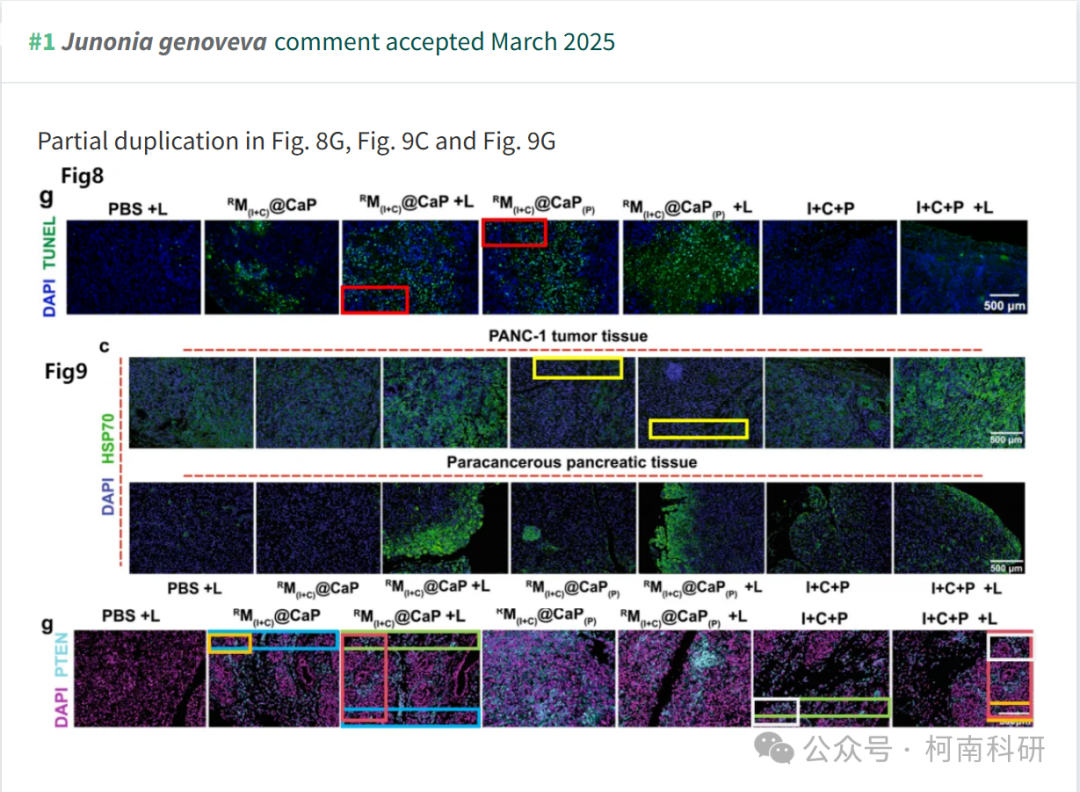 #1 Junonia genoveva comment accepted March 2025
Partial duplication in Fig. 8G, Fig. 9C and Fig. 9G
Fig8
g
PBS +L RM(I+C)@CaP RM(I+C)@CaP +L RM(I+C)@CaP(P) RM(I+C)@CaP(P) +L I+C+P I+C+P +L
DAPI TUNEL
500 μm
c
PANC-1 tumor tissue
Fig9
DAPI HSP70
500 μm
Paracancerous pancreatic tissue
500 μm
PBS +L RM(I+C)@CaP RM(I+C)@CaP +L RM(I+C)@CaP(P) RM(I+C)@CaP(P) +L I+C+P I+C+P +L
g
PBS +L RM(I+C)@CaP RM(I+C)@CaP +L RM(I+C)@CaP(P) RM(I+C)@CaP(P) +L I+C+P I+C+P +L
DAPI PTEN
公众号 · 柯南科研